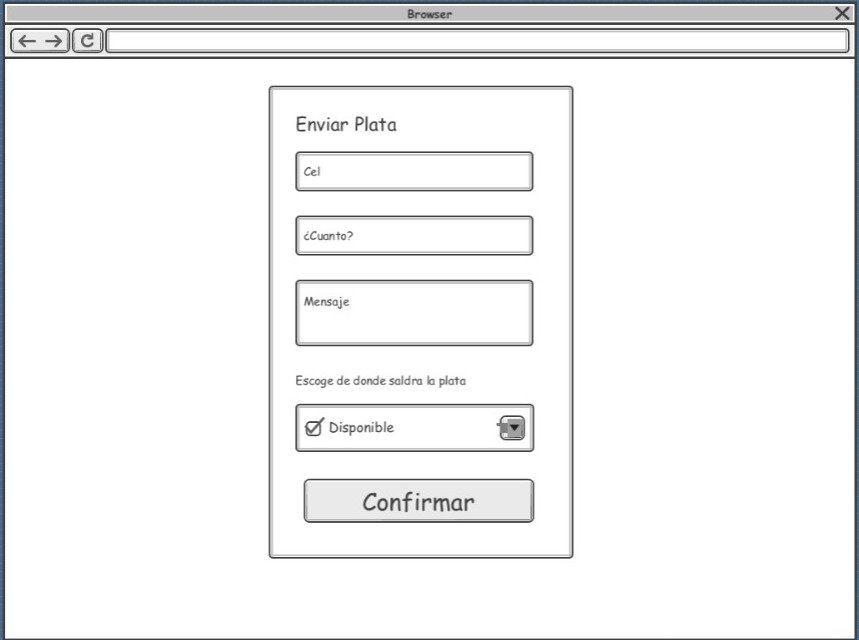 Browser
Enviar Plata
Cel
¿Cuanto?
Mensaje
Escoge de donde saldra la plata
Disponible
Confirmar